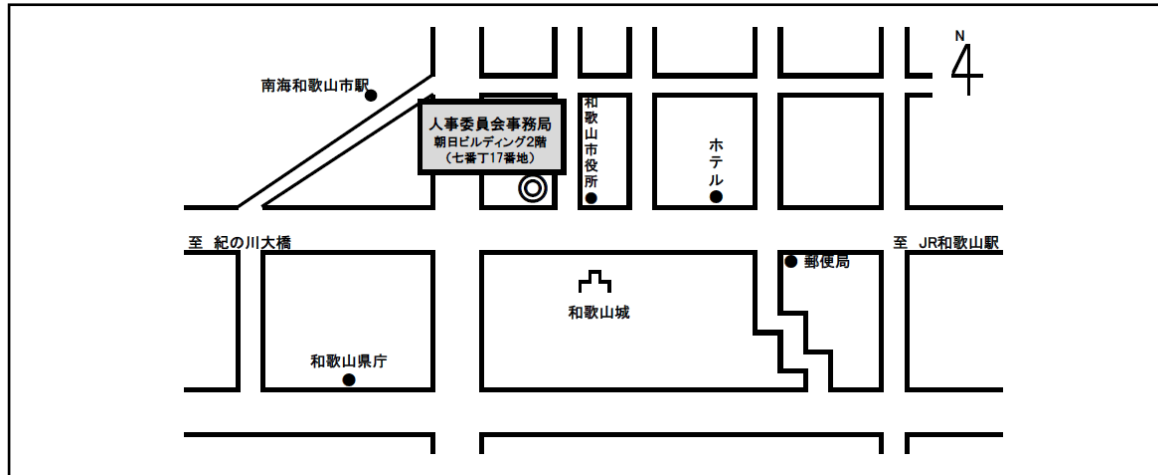 N
南海和歌山市駅
人事委員会事務局
朝日ビルディング2階
(七番丁17番地)
和歌山市役所
ホテル
至 紀の川大橋
至 JR和歌山駅
郵便局
和歌山城
和歌山県庁